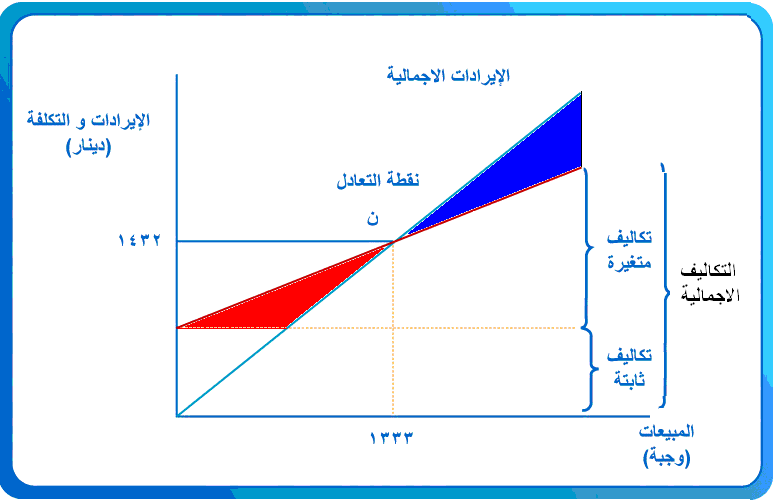 الإيرادات الاجمالية
الإيرادات و التكلفة
(دينار)
نقطة التعادل
ن
١٤٣٢
تكاليف
متغيرة
التكاليف
الاجمالية
تكاليف
ثابتة
١٣٣٣
المبيعات
(وجبة)